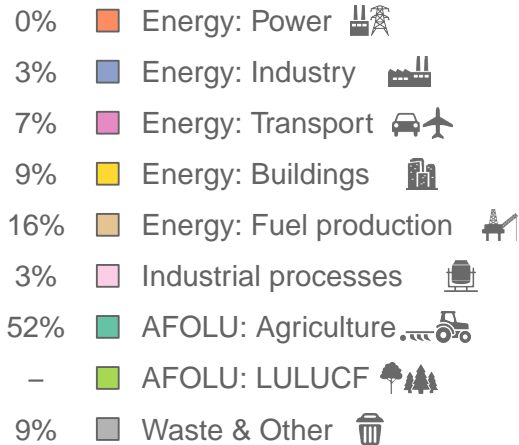 0% Energy: Power
3% Energy: Industry
7% Energy: Transport
9% Energy: Buildings
16% Energy: Fuel production
3% Industrial processes
52% AFOLU: Agriculture
– AFOLU: LULUCF
9% Waste & Other